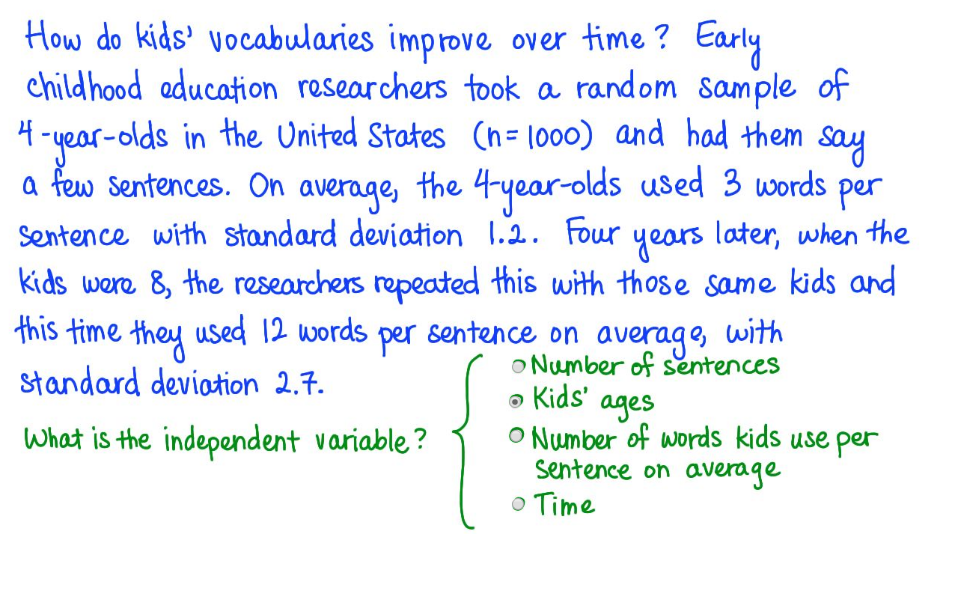 How do kids' vocabularies improve over time? Early
childhood education researchers took a random sample of
4-year-olds in the United States (n=1000) and had them say
a few sentences. On average, the 4-year-olds used 3 words per
sentence with standard deviation 1.2. Four years later, when the
kids were 8, the researchers repeated this with those same kids and
this time they used 12 words per sentence on average, with
standard deviation 2.7.
What is the independent variable?
Number of sentences
Kids' ages
Number of words kids use per
sentence on average
Time